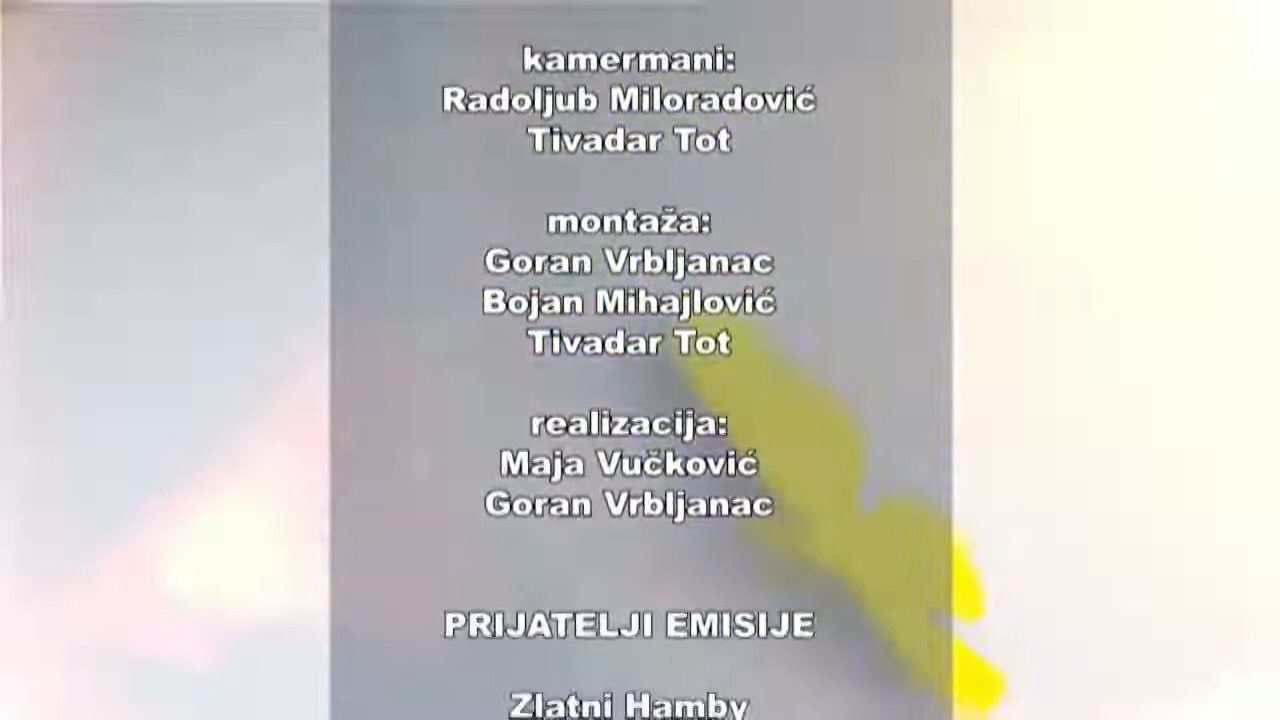 kamermani:
Radoljub Miloradović
Tivadar Tot
montaža:
Goran Vrbljanac
Bojan Mihajlović
Tivadar Tot
realizacija:
Maja Vučković
Goran Vrbljanac
PRIJATELJI EMISIJE
Zlatni Hamby